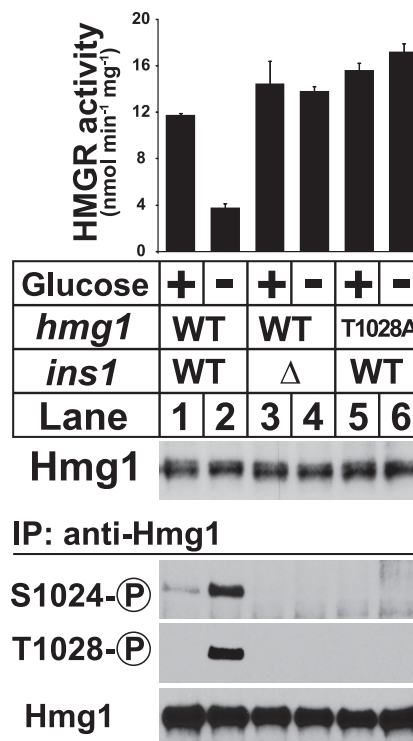 HMGR activity
(nmol min⁻¹ mg⁻¹)
20
16
12
8
4
0
Glucose + - + - + -
hmg1 WT WT T1028A
ins1 WT Δ WT
Lane 1 2 3 4 5 6
Hmg1
IP: anti-Hmg1
S1024-Ⓟ
T1028-Ⓟ
Hmg1